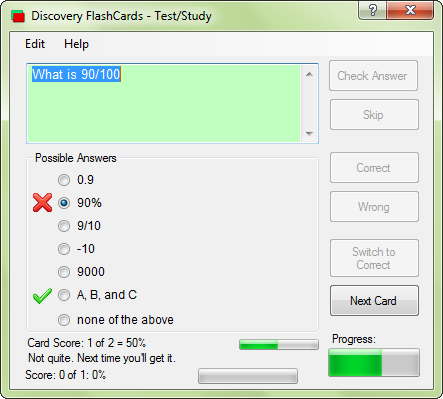 Discovery FlashCards - Test/Study
?
Edit Help
What is 90/100
Check Answer
Skip
Possible Answers
0.9
90%
9/10
-10
9000
A, B, and C
none of the above
Correct
Wrong
Switch to
Correct
Next Card
Card Score: 1 of 2 = 50%
Not quite. Next time you'll get it.
Score: 0 of 1: 0%
Progress: